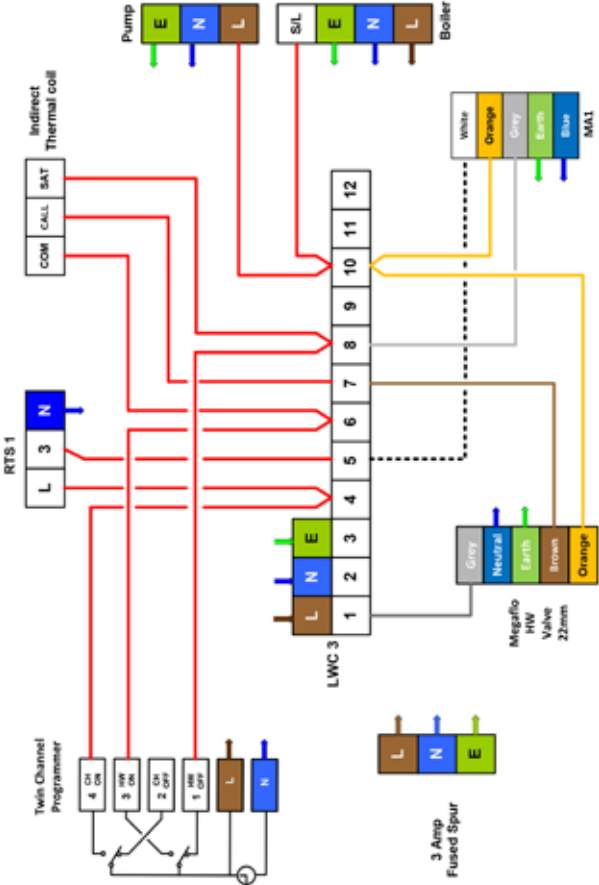 Twin Channel
Programmer
4 CH ON
3 HW ON
2 CH OFF
1 HW OFF
L
N
RTS 1
L
3
N
Indirect
Thermal coil
COM
CALL
SAT
Pump
E
N
L
S/L
E
N
L
Boiler
LWC 3
L
N
E
1
2
3
4
5
6
7
8
9
10
11
12
White
Orange
Grey
Earth
Blue
MA1
Grey
Neutral
Earth
Brown
Orange
Megaflo
HW
Valve
22mm
3 Amp
Fused Spur
L
N
E